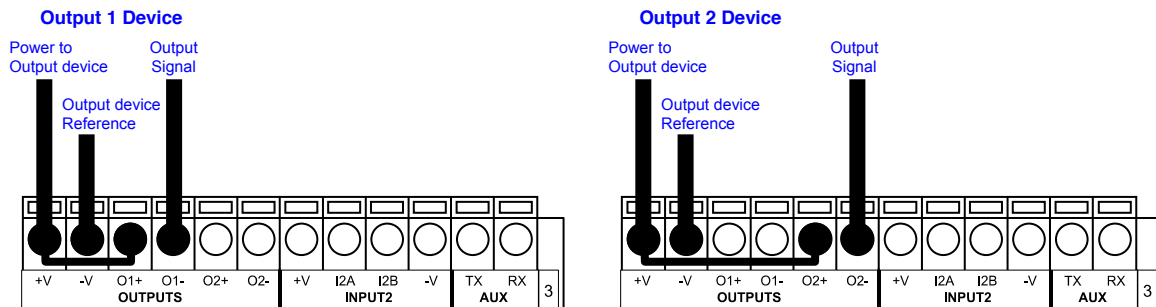 Output 1 Device
Power to
Output device
Output
Signal
Output device
Reference
+V -V O1+ O1- O2+ O2- +V I2A I2B -V TX RX
OUTPUTS INPUT2 AUX 3
Output 2 Device
Power to
Output device
Output
Signal
Output device
Reference
+V -V O1+ O1- O2+ O2- +V I2A I2B -V TX RX
OUTPUTS INPUT2 AUX 3